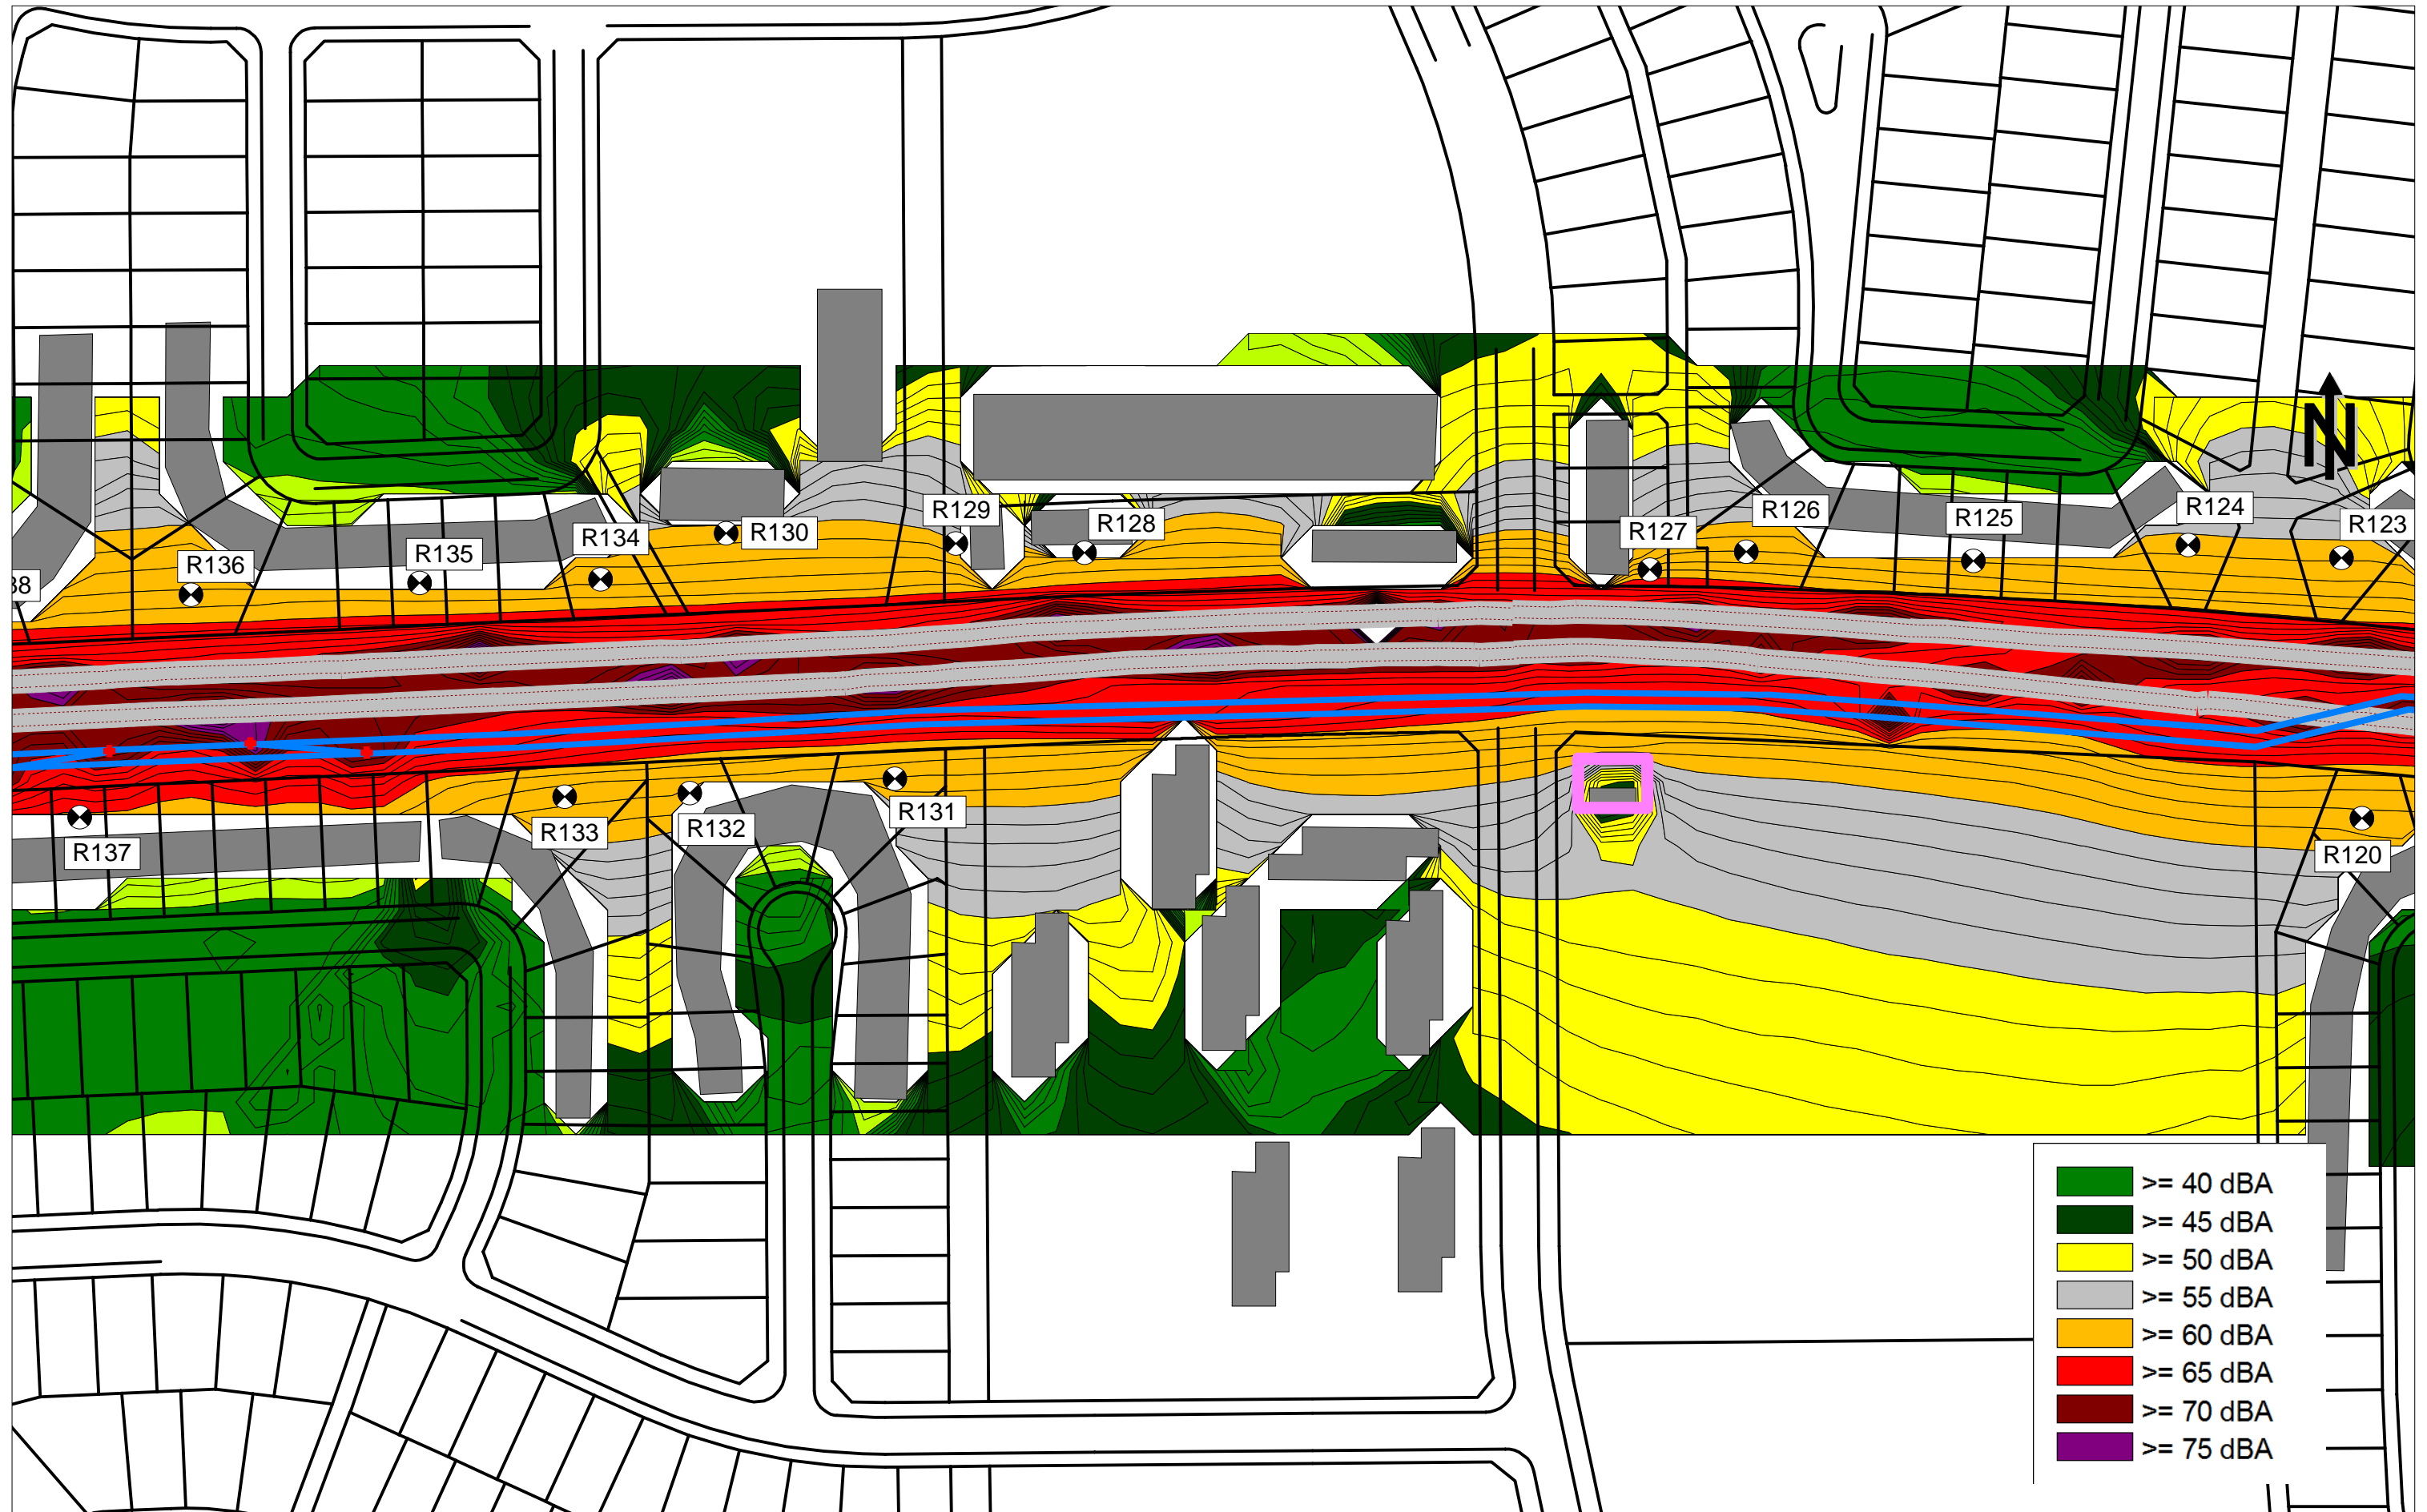 N
R129
R128
R130
R134
R135
R136
38
R127
R126
R125
R124
R123
R137
R133
R132
R131
R120
>= 40 dBA
>= 45 dBA
>= 50 dBA
>= 55 dBA
>= 60 dBA
>= 65 dBA
>= 70 dBA
>= 75 dBA